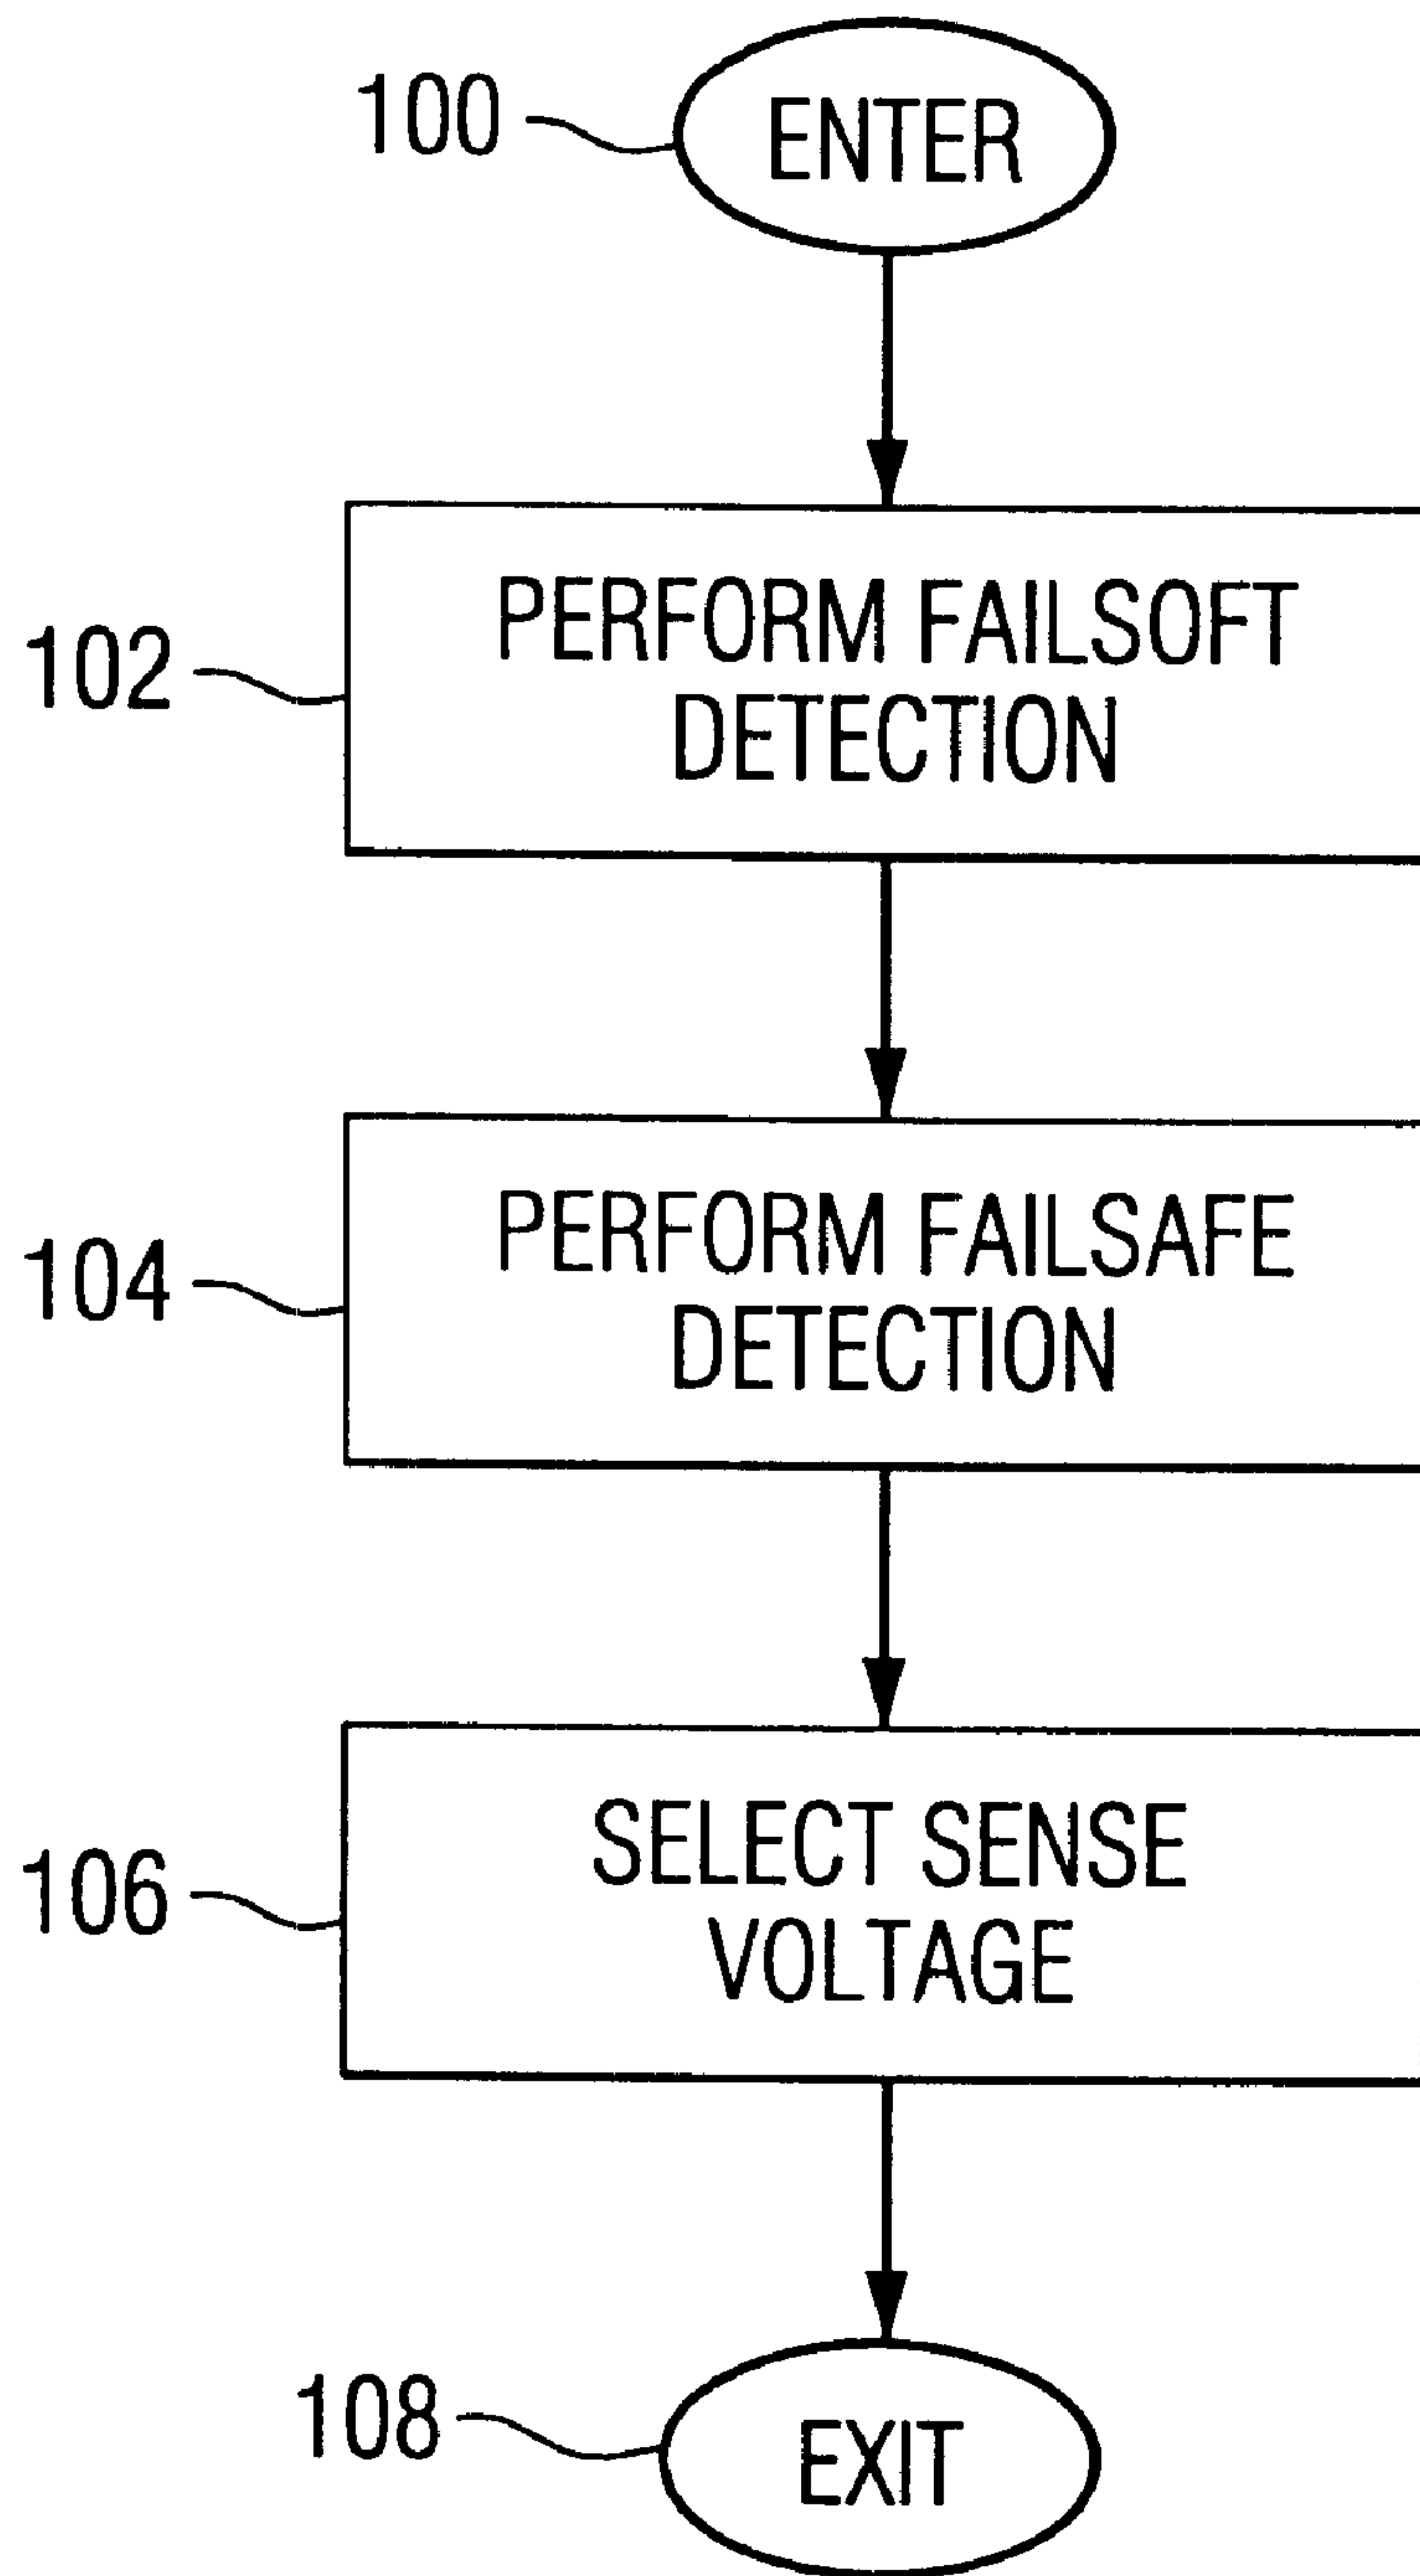 100
ENTER
102
PERFORM FAILSOFT
DETECTION
104
PERFORM FAILSAFE
DETECTION
106
SELECT SENSE
VOLTAGE
108
EXIT